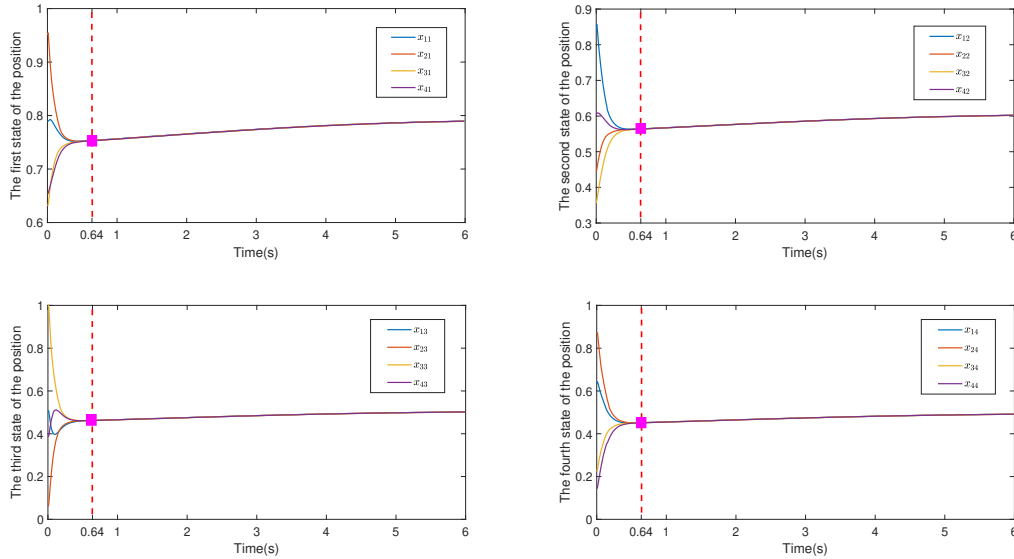 The first state of the position
1
0.9
0.8
0.7
0.6
x11
x21
x31
x41
0 0.64 1 2 3 4 5 6
Time(s)
The second state of the position
0.9
0.8
0.7
0.6
0.5
0.4
0.3
x12
x22
x32
x42
0 0.64 1 2 3 4 5 6
Time(s)
The third state of the position
1
0.8
0.6
0.4
0.2
0
x13
x23
x33
x43
0 0.64 1 2 3 4 5 6
Time(s)
The fourth state of the position
1
0.8
0.6
0.4
0.2
0
x14
x24
x34
x44
0 0.64 1 2 3 4 5 6
Time(s)